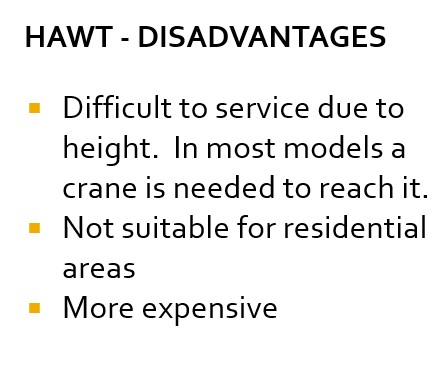 HAWT - DISADVANTAGES
▪ Difficult to service due to
height.  In most models a
crane is needed to reach it.
▪ Not suitable for residential
areas
▪ More expensive